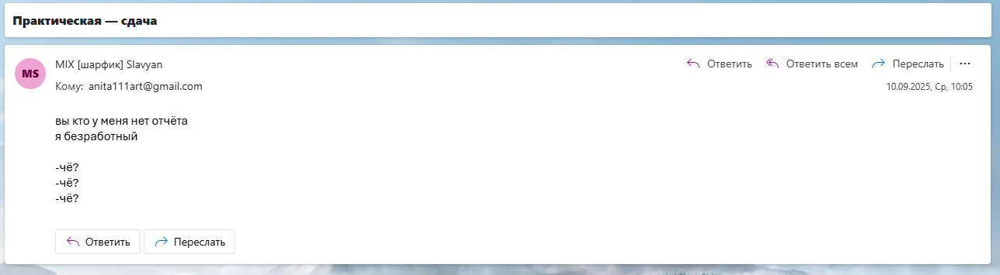 Практическая — сдача
MS
MIX [шарфик] Slavyan
Ответить
Ответить всем
Переслать
Кому: anita111art@gmail.com
10.09.2025, Ср, 10:05
вы кто у меня нет отчёта
я безработный
-чё?
-чё?
-чё?
Ответить
Переслать